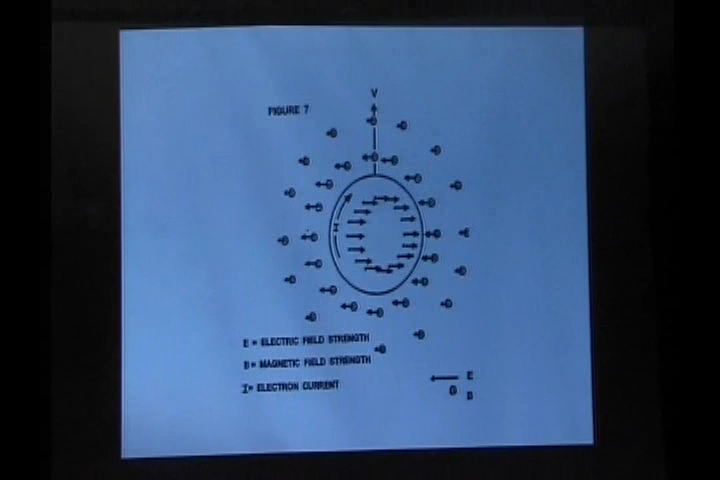 V
FIGURE 7
I
E = ELECTRIC FIELD STRENGTH
B = MAGNETIC FIELD STRENGTH
I = ELECTRON CURRENT
E
B